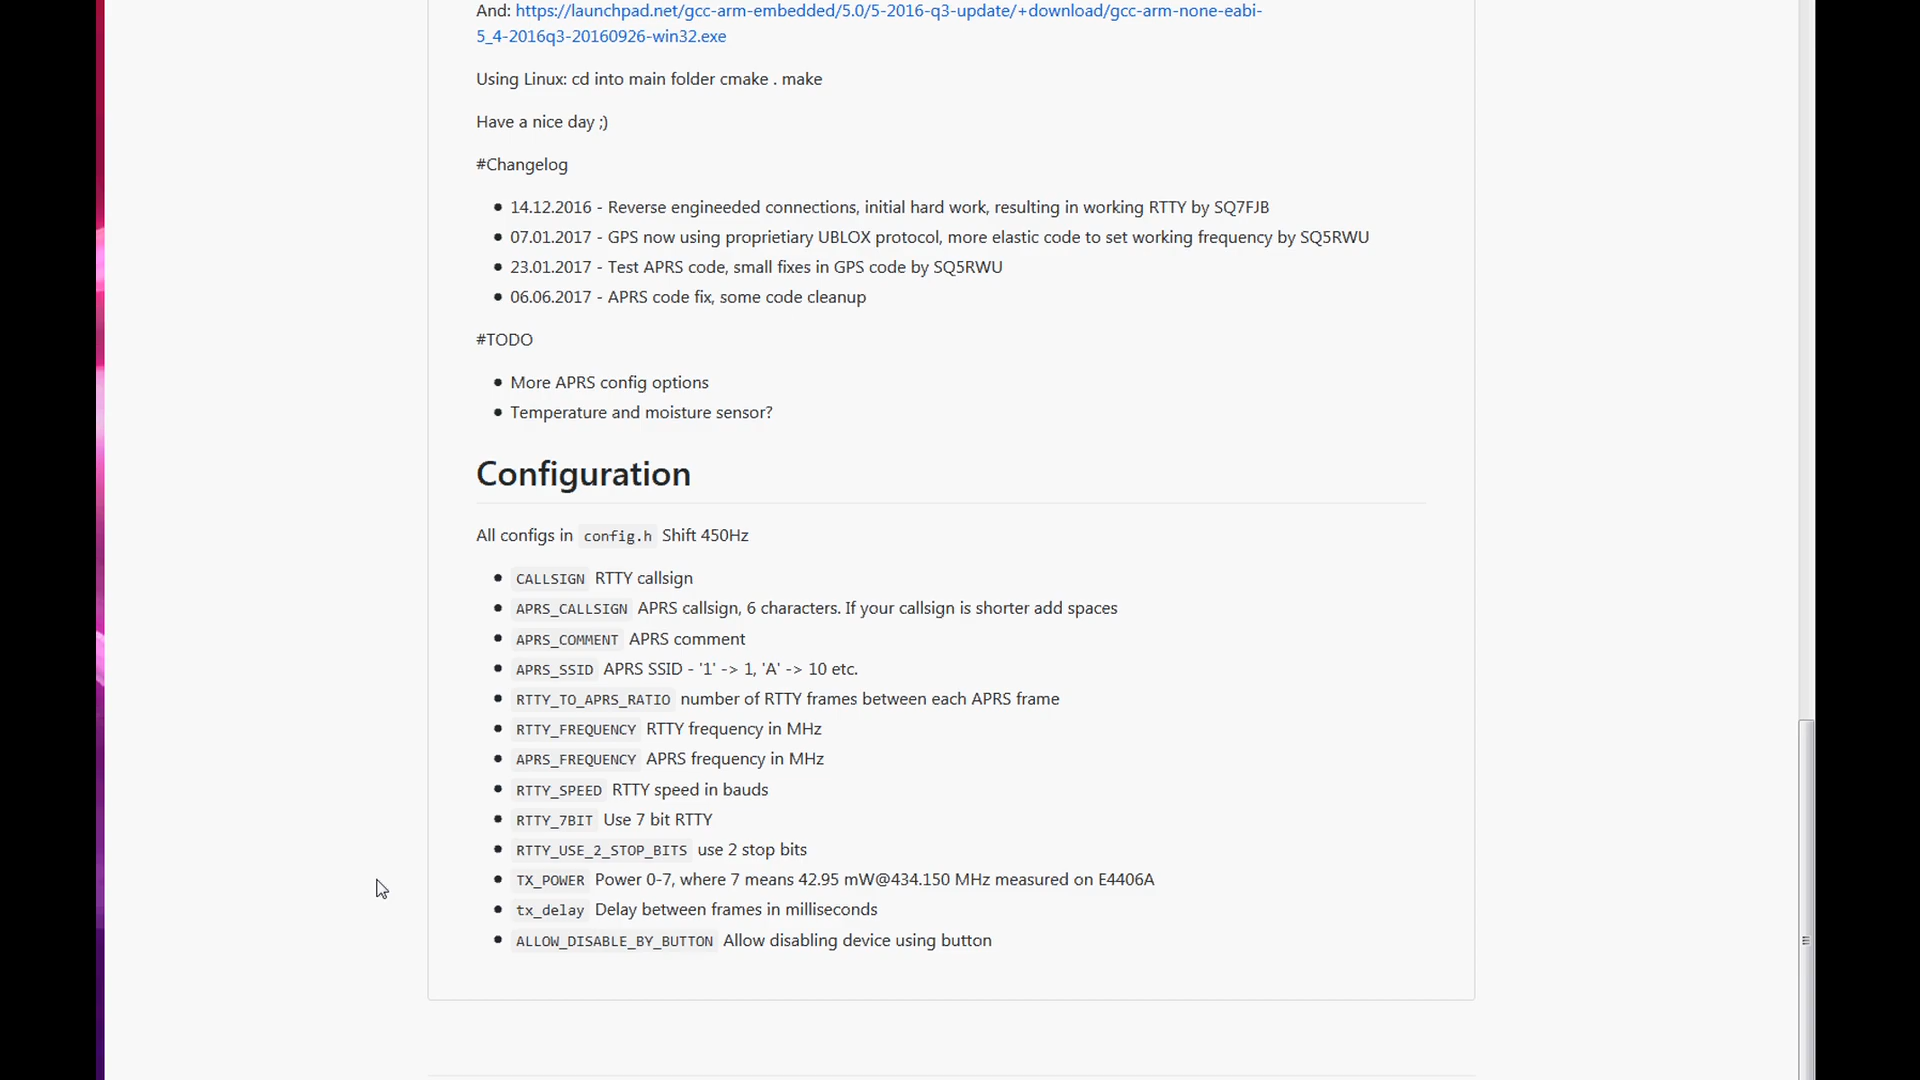 And: https://launchpad.net/gcc-arm-embedded/5.0/5-2016-q3-update/+download/gcc-arm-none-eabi-
5_4-2016q3-20160926-win32.exe
Using Linux: cd into main folder cmake . make
Have a nice day ;)
#Changelog
• 14.12.2016 - Reverse engineeded connections, initial hard work, resulting in working RTTY by SQ7FJB
• 07.01.2017 - GPS now using proprietiary UBLOX protocol, more elastic code to set working frequency by SQ5RWU
• 23.01.2017 - Test APRS code, small fixes in GPS code by SQ5RWU
• 06.06.2017 - APRS code fix, some code cleanup
#TODO
• More APRS config options
• Temperature and moisture sensor?
Configuration
All configs in config.h Shift 450Hz
• CALLSIGN RTTY callsign
• APRS_CALLSIGN APRS callsign, 6 characters. If your callsign is shorter add spaces
• APRS_COMMENT APRS comment
• APRS_SSID APRS SSID - '1' -> 1, 'A' -> 10 etc.
• RTTY_TO_APRS_RATIO number of RTTY frames between each APRS frame
• RTTY_FREQUENCY RTTY frequency in MHz
• APRS_FREQUENCY APRS frequency in MHz
• RTTY_SPEED RTTY speed in bauds
• RTTY_7BIT Use 7 bit RTTY
• RTTY_USE_2_STOP_BITS use 2 stop bits
• TX_POWER Power 0-7, where 7 means 42.95 mW@434.150 MHz measured on E4406A
• tx_delay Delay between frames in milliseconds
• ALLOW_DISABLE_BY_BUTTON Allow disabling device using button